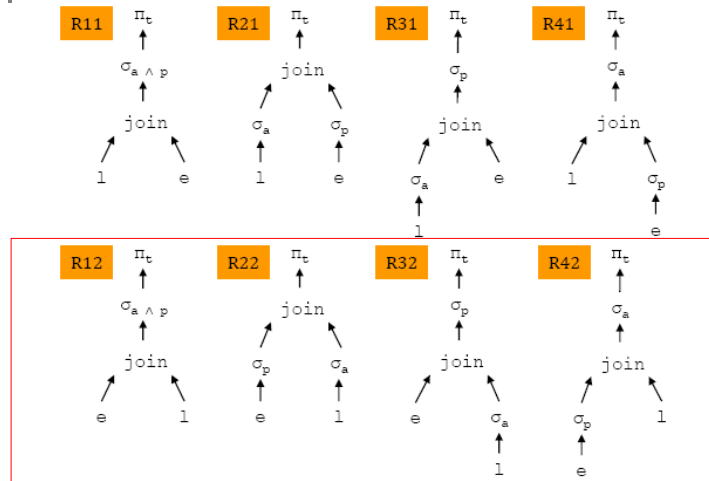 R11 π_t R21 π_t R31 π_t R41 π_t
σ_a ∧ p join σ_p σ_a
join σ_a σ_p join join
l e l e σ_a e l σ_p
l e
R12 π_t R22 π_t R32 π_t R42 π_t
σ_a ∧ p join σ_p σ_a
join σ_p σ_a join join
e l e l e σ_a σ_p l
l e